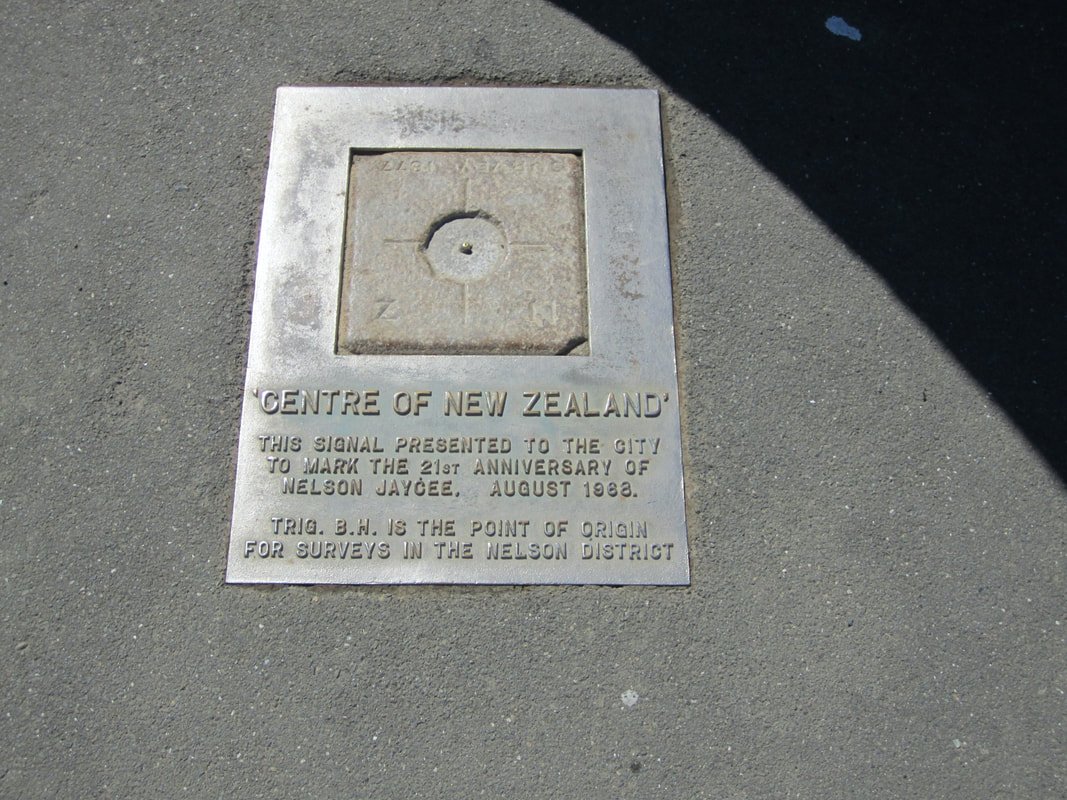 Z N
'CENTRE OF NEW ZEALAND'
THIS SIGNAL PRESENTED TO THE CITY
TO MARK THE 21ST ANNIVERSARY OF
NELSON JAYCEE. AUGUST 1968.
TRIG. B.H. IS THE POINT OF ORIGIN
FOR SURVEYS IN THE NELSON DISTRICT